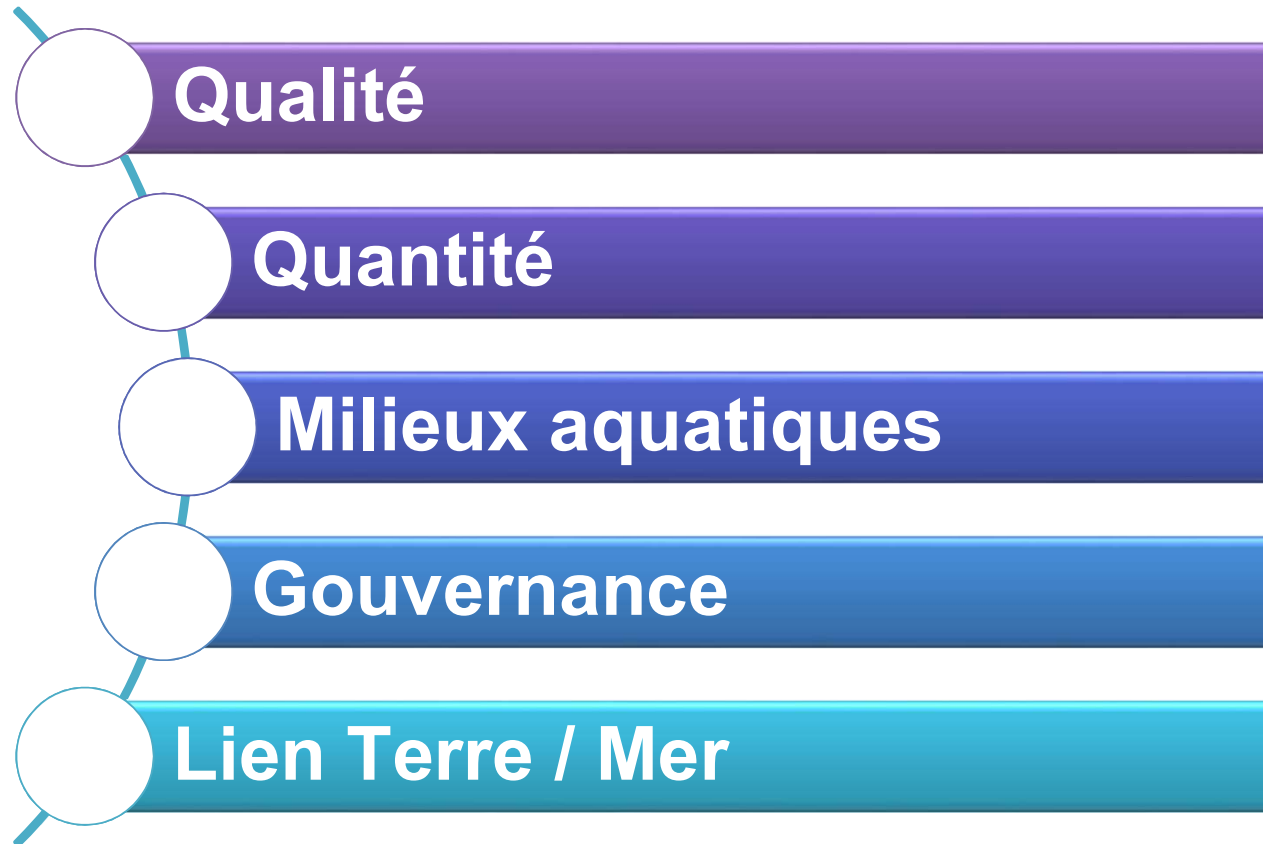 Qualité
Quantité
Milieux aquatiques
Gouvernance
Lien Terre / Mer